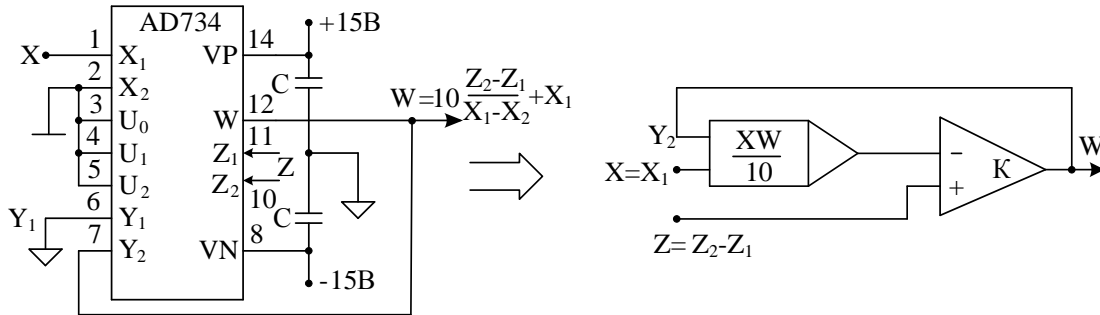 AD734
+15В
X
1
X₁
VP
14
2
X₂
C
3
U₀
W
12
W=10 Z₂-Z₁/X₁-X₂ +X₁
4
U₁
Z₁
11
Z
5
U₂
Z₂
10
Y₁
6
Y₁
C
7
Y₂
VN
8
-15В
Y₂
XW/10
X=X₁
−
+
К
W
Z= Z₂-Z₁